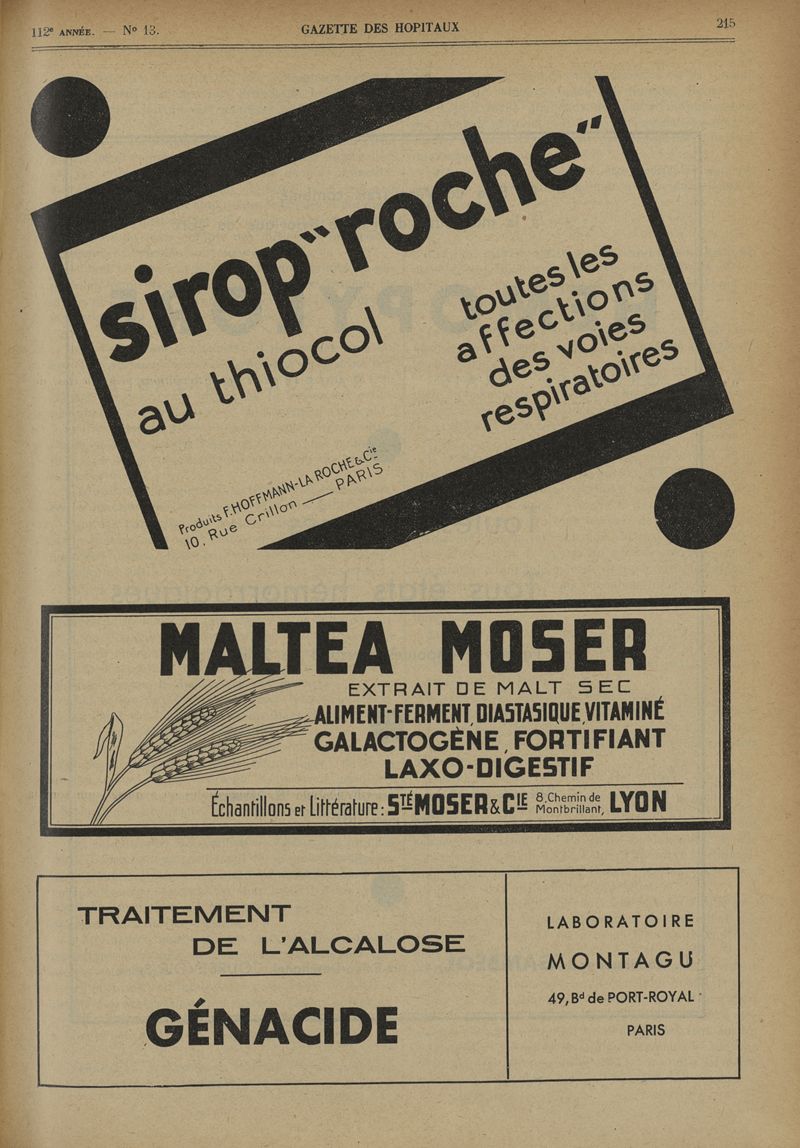 112e ANNÉE. — No 13.
GAZETTE DES HOPITAUX
215
sirop "roche"
au thiocol
toutes les
affections
des voies
respiratoires
Produits F. HOFFMANN-LA ROCHE & Cie
10, Rue Crillon — PARIS
MALTEA MOSER
EXTRAIT DE MALT SEC
ALIMENT-FERMENT, DIASTASIQUE, VITAMINÉ
GALACTOGÈNE, FORTIFIANT
LAXO-DIGESTIF
Échantillons et Littérature: STÉ MOSER & CIE 8, Chemin de Montbrillant, LYON
TRAITEMENT
DE L'ALCALOSE
GÉNACIDE
LABORATOIRE
MONTAGU
49, Bd de PORT-ROYAL
PARIS